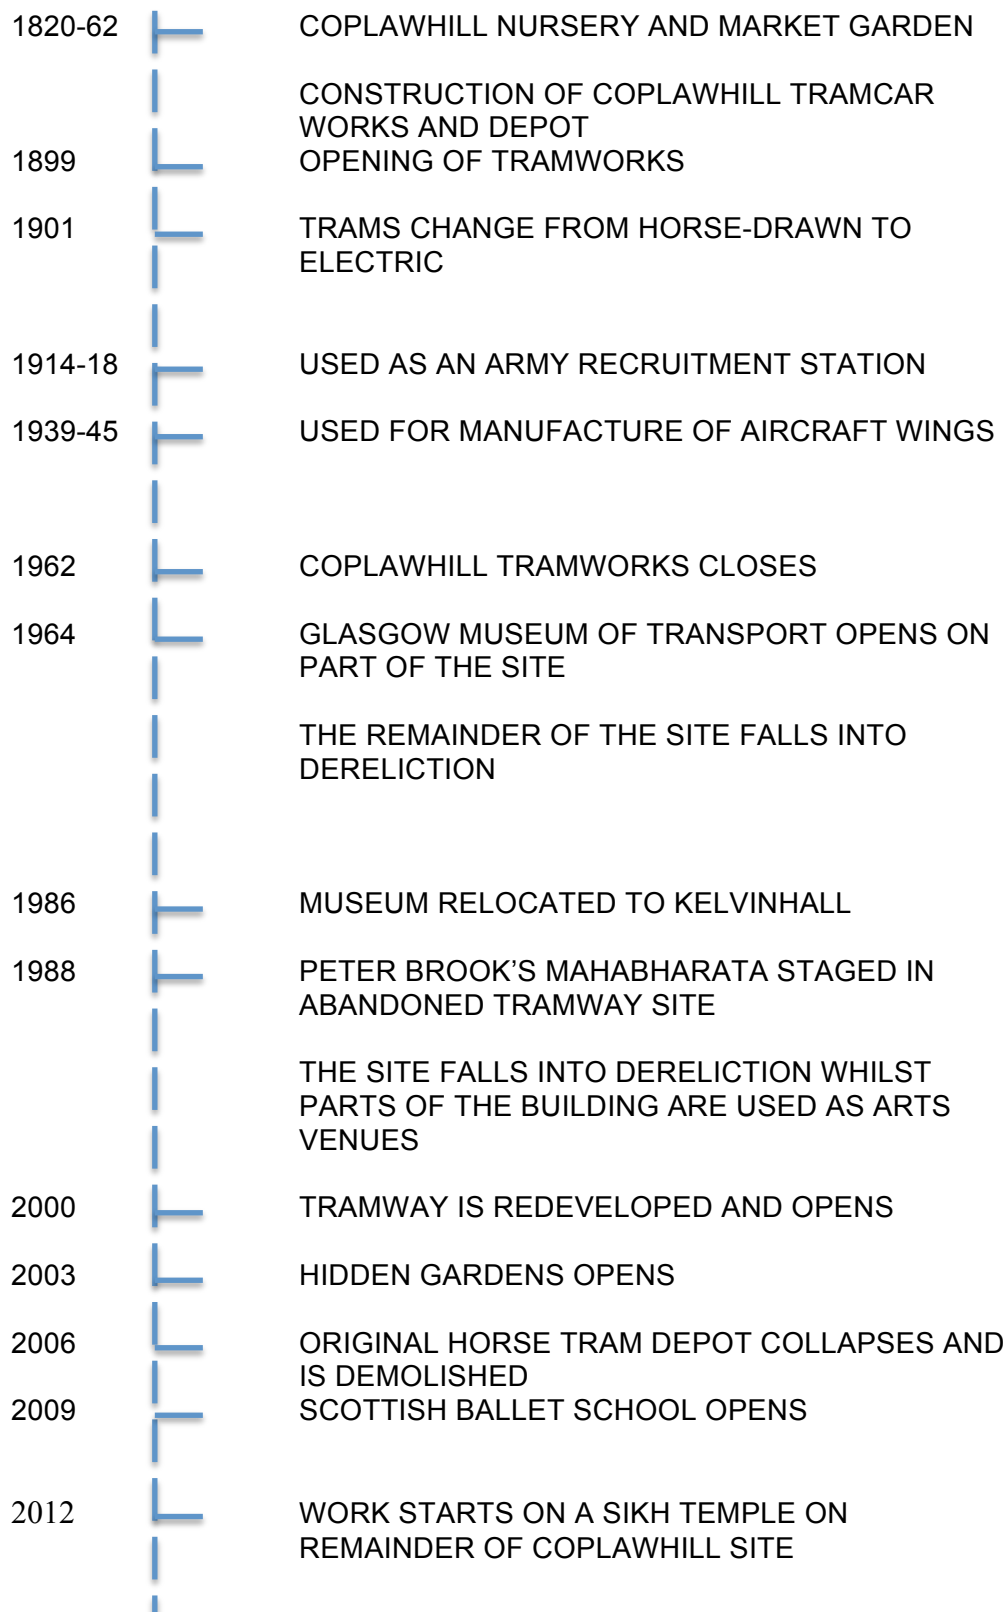 1820-62 COPLAWHILL NURSERY AND MARKET GARDEN
CONSTRUCTION OF COPLAWHILL TRAMCAR
WORKS AND DEPOT
1899 OPENING OF TRAMWORKS
1901 TRAMS CHANGE FROM HORSE-DRAWN TO
ELECTRIC
1914-18 USED AS AN ARMY RECRUITMENT STATION
1939-45 USED FOR MANUFACTURE OF AIRCRAFT WINGS
1962 COPLAWHILL TRAMWORKS CLOSES
1964 GLASGOW MUSEUM OF TRANSPORT OPENS ON
PART OF THE SITE
THE REMAINDER OF THE SITE FALLS INTO
DERELICTION
1986 MUSEUM RELOCATED TO KELVINHALL
1988 PETER BROOK’S MAHABHARATA STAGED IN
ABANDONED TRAMWAY SITE
THE SITE FALLS INTO DERELICTION WHILST
PARTS OF THE BUILDING ARE USED AS ARTS
VENUES
2000 TRAMWAY IS REDEVELOPED AND OPENS
2003 HIDDEN GARDENS OPENS
2006 ORIGINAL HORSE TRAM DEPOT COLLAPSES AND
IS DEMOLISHED
2009 SCOTTISH BALLET SCHOOL OPENS
2012 WORK STARTS ON A SIKH TEMPLE ON
REMAINDER OF COPLAWHILL SITE